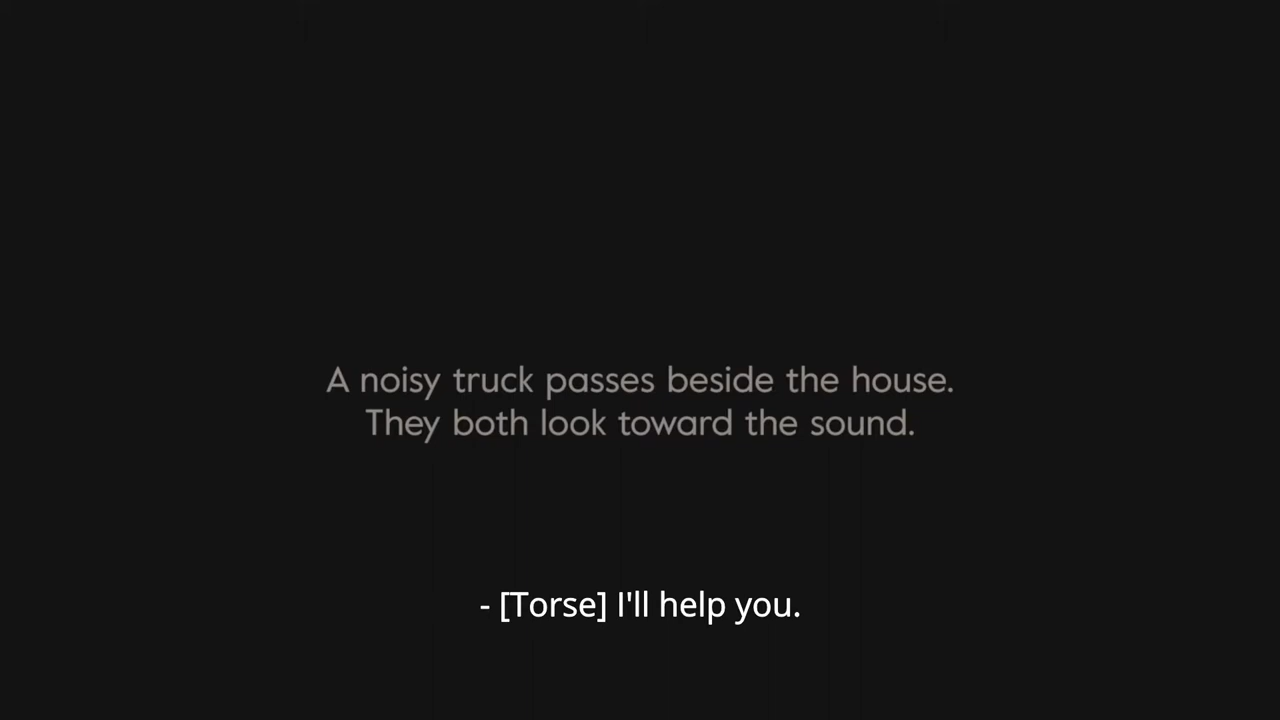 A noisy truck passes beside the house.
They both look toward the sound.
- [Torse] I'll help you.